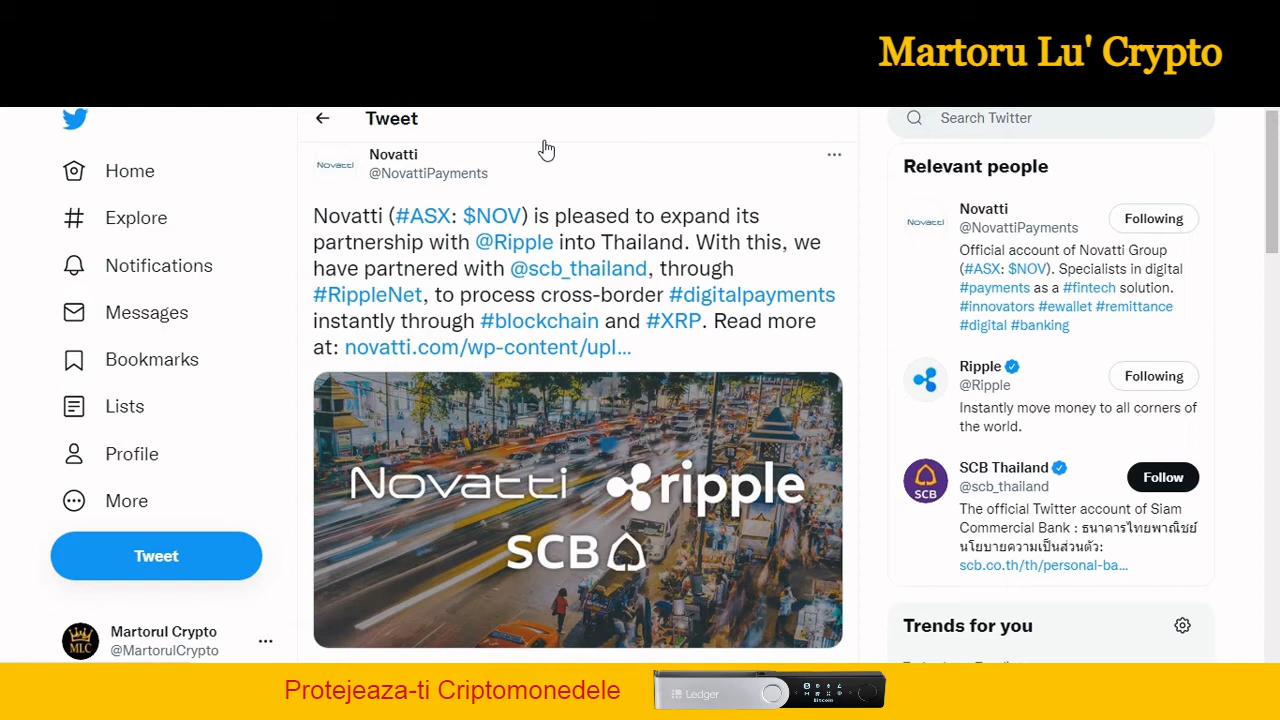 Martoru Lu' Crypto
Tweet
Search Twitter
Novatti
@NovattiPayments
Home
Explore
Notifications
Messages
Bookmarks
Lists
Profile
More
Tweet
Martorul Crypto
@MartorulCrypto
MLC
Novatti
Novatti (#ASX: $NOV) is pleased to expand its
partnership with @Ripple into Thailand. With this, we
have partnered with @scb_thailand, through
#RippleNet, to process cross-border #digitalpayments
instantly through #blockchain and #XRP. Read more
at: novatti.com/wp-content/upl...
Novatti ripple
SCB
Relevant people
Novatti
Novatti
@NovattiPayments
Following
Official account of Novatti Group
(#ASX: $NOV). Specialists in digital
#payments as a #fintech solution.
#innovators #ewallet #remittance
#digital #banking
Ripple
@Ripple
Following
Instantly move money to all corners of
the world.
SCB
SCB Thailand
@scb_thailand
Follow
The official Twitter account of Siam
Commercial Bank : ธนาคารไทยพาณิชย์
นโยบายความเป็นส่วนตัว:
scb.co.th/th/personal-ba...
Trends for you
Protejeaza-ti Criptomonedele
Ledger
Bitcoin